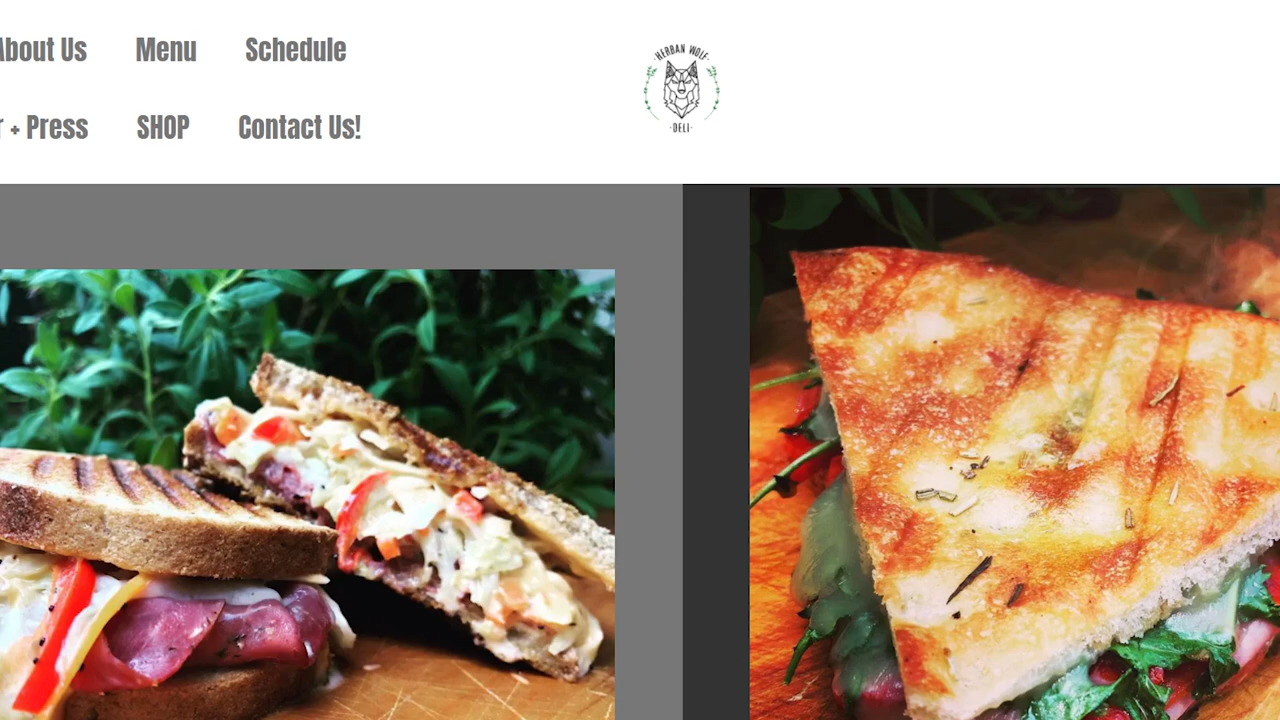 About Us Menu Schedule
r + Press SHOP Contact Us!
· HERBAN WOLF ·
· DELI ·